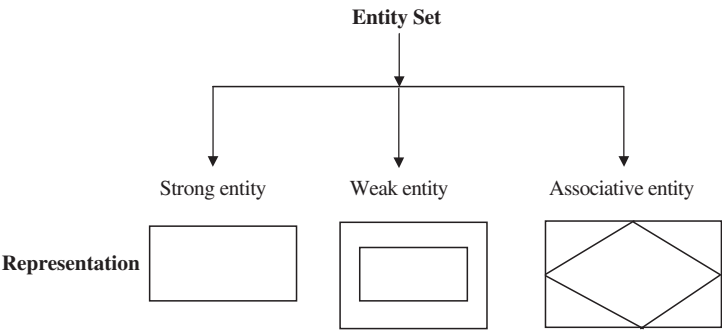 Entity Set
Strong entity
Weak entity
Associative entity
Representation